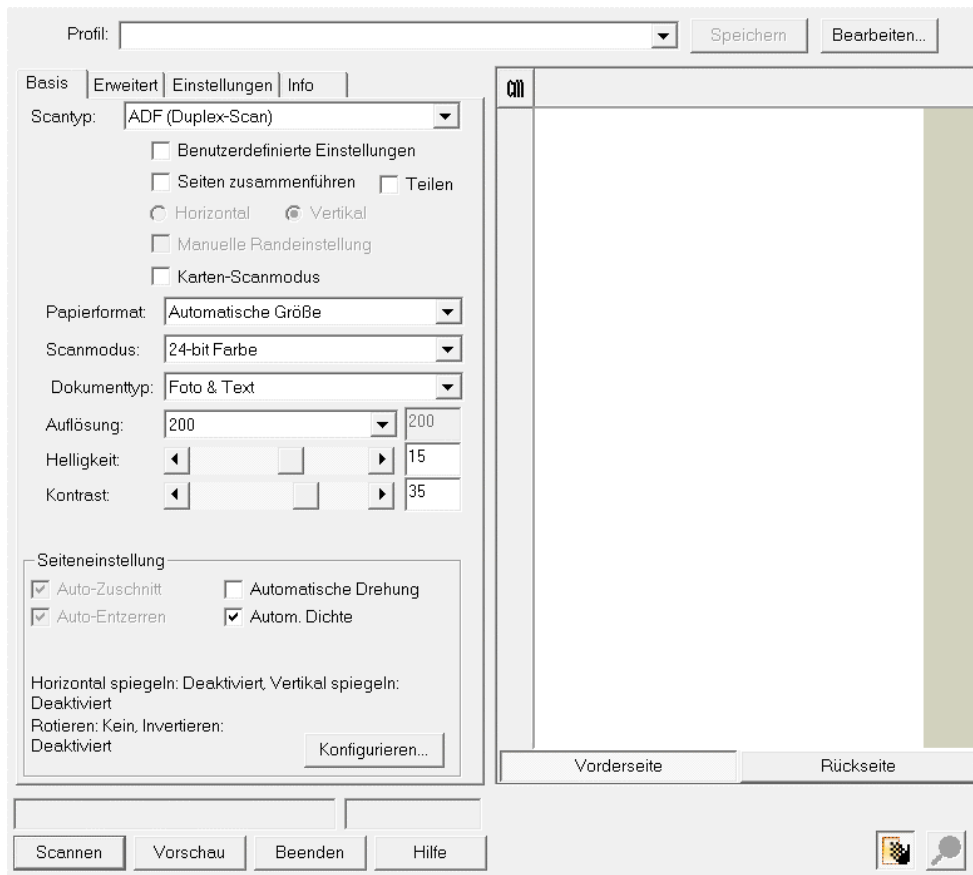 Profil:
Speichern
Bearbeiten...
Basis
Erweitert
Einstellungen
Info
Scantyp:
ADF (Duplex-Scan)
Benutzerdefinierte Einstellungen
Seiten zusammenführen
Teilen
Horizontal
Vertikal
Manuelle Randeinstellung
Karten-Scanmodus
Papierformat:
Automatische Größe
Scanmodus:
24-bit Farbe
Dokumenttyp:
Foto & Text
Auflösung:
200
200
Helligkeit:
15
Kontrast:
35
Seiteneinstellung
Auto-Zuschnitt
Automatische Drehung
Auto-Entzerren
Autom. Dichte
Horizontal spiegeln: Deaktiviert, Vertikal spiegeln:
Deaktiviert
Rotieren: Kein, Invertieren:
Deaktiviert
Konfigurieren...
cm
Vorderseite
Rückseite
Scannen
Vorschau
Beenden
Hilfe